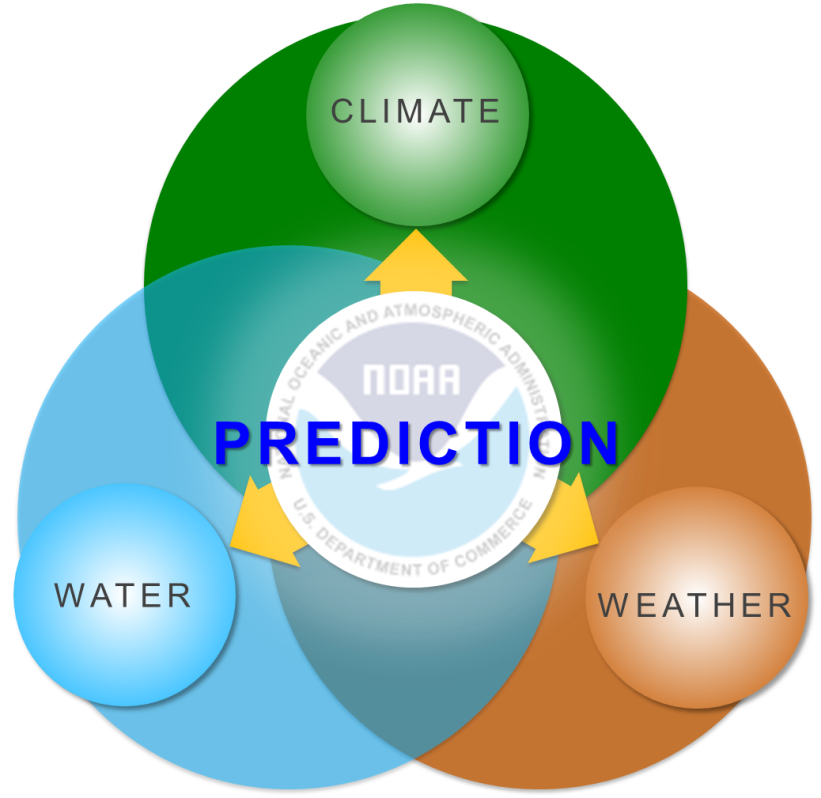 CLIMATE
NATIONAL OCEANIC AND ATMOSPHERIC ADMINISTRATION
NOAA
PREDICTION
U.S. DEPARTMENT OF COMMERCE
WATER
WEATHER